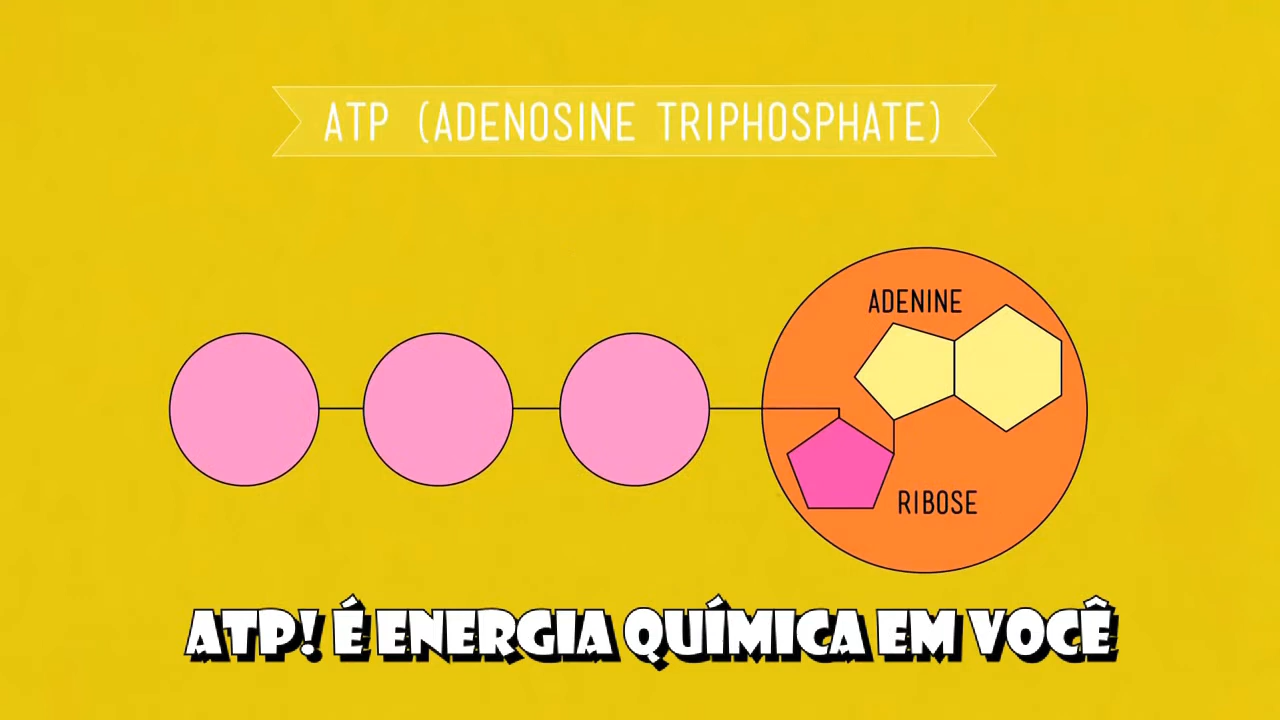 ATP (ADENOSINE TRIPHOSPHATE)
ADENINE
RIBOSE
ATP! É ENERGIA QUÍMICA EM VOCÊ